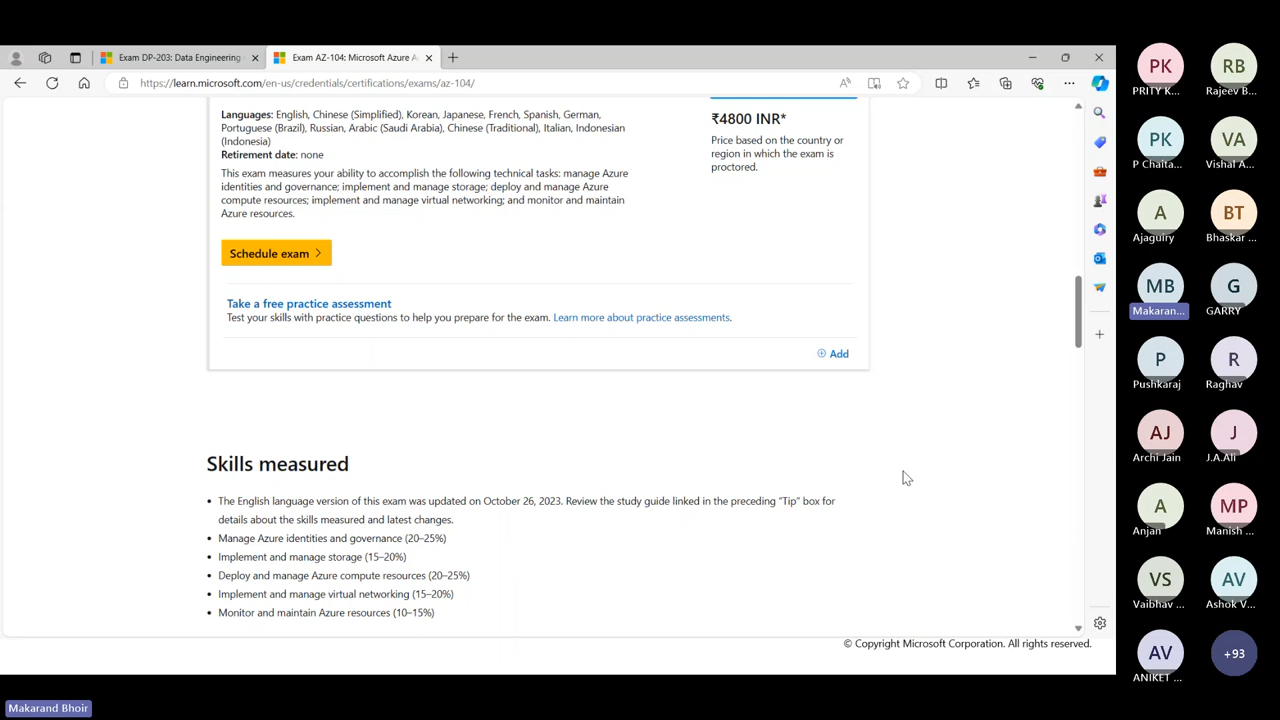 Exam DP-203: Data Engineering
Exam AZ-104: Microsoft Azure A
https://learn.microsoft.com/en-us/credentials/certifications/exams/az-104/
Languages: English, Chinese (Simplified), Korean, Japanese, French, Spanish, German,
Portuguese (Brazil), Russian, Arabic (Saudi Arabia), Chinese (Traditional), Italian, Indonesian
(Indonesia)
Retirement date: none
This exam measures your ability to accomplish the following technical tasks: manage Azure
identities and governance; implement and manage storage; deploy and manage Azure
compute resources; implement and manage virtual networking; and monitor and maintain
Azure resources.
₹4800 INR*
Price based on the country or
region in which the exam is
proctored.
Schedule exam
Take a free practice assessment
Test your skills with practice questions to help you prepare for the exam. Learn more about practice assessments.
Add
Skills measured
• The English language version of this exam was updated on October 26, 2023. Review the study guide linked in the preceding “Tip” box for
details about the skills measured and latest changes.
• Manage Azure identities and governance (20–25%)
• Implement and manage storage (15–20%)
• Deploy and manage Azure compute resources (20–25%)
• Implement and manage virtual networking (15–20%)
• Monitor and maintain Azure resources (10–15%)
© Copyright Microsoft Corporation. All rights reserved.
Makarand Bhoir
PK RB
PRITY K... Rajeev B...
PK VA
P Chaita... Vishal A...
A BT
Ajaguiry Bhaskar ...
MB G
Makaran... GARRY
P R
Pushkaraj Raghav
AJ J
Archi Jain J.A.Ali
A MP
Anjan Manish ...
VS AV
Vaibhav ... Ashok V...
AV +93
ANIKET ...